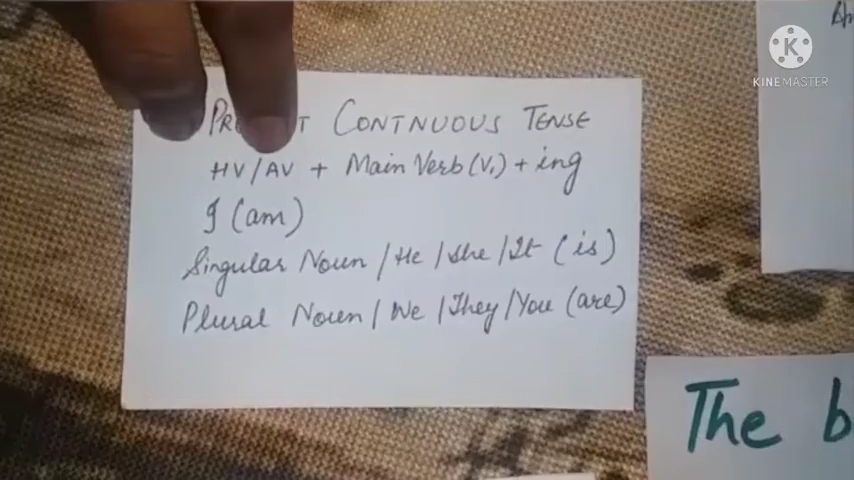 CONTNUOUS TENSE
HV/AV + Main Verb (V₁) + ing
I (am)
Singular Noun / He / She / It (is)
Plural Noun / We / They / You (are)
The b
K
KINEMASTER